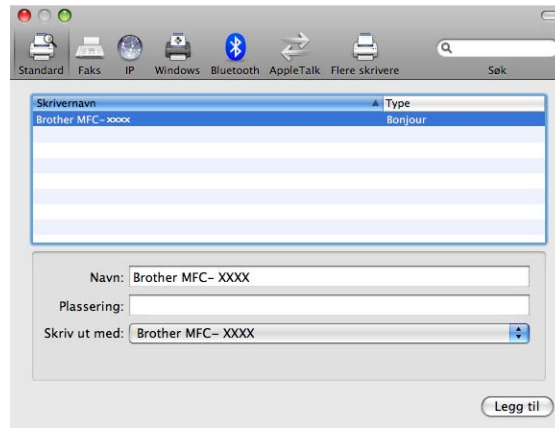 Standard Faks IP Windows Bluetooth AppleTalk Flere skrivere Søk
Skrivernavn Type
Brother MFC-xxxx Bonjour
Navn: Brother MFC- XXXX
Plassering:
Skriv ut med: Brother MFC- XXXX
Legg til